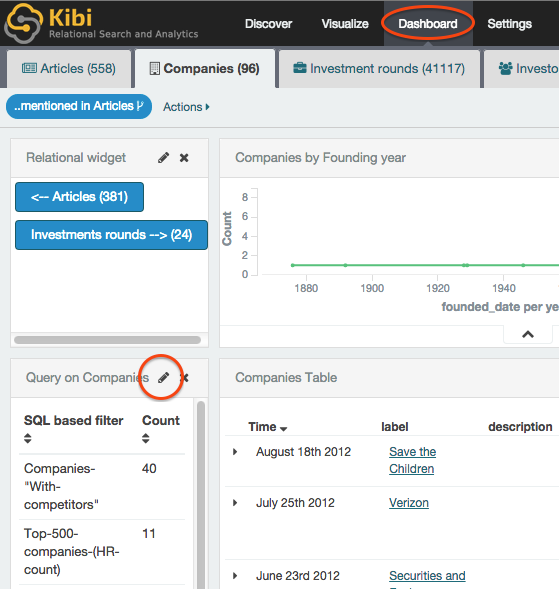 Kibi
Relational Search and Analytics
Discover Visualize Dashboard Settings
Articles (558) Companies (96) Investment rounds (41117) Investo
..mentioned in Articles Actions
Relational widget
<-- Articles (381)
Investments rounds --> (24)
Companies by Founding year
Count
8
6
4
2
0
1880 1900 1920 1940
founded_date per ye
Query on Companies
SQL based filter Count
Companies-
"With-
competitors"
40
Top-500-
companies-(HR-
count)
11
Companies Table
Time label description
August 18th 2012 Save the
Children
July 25th 2012 Verizon
June 23rd 2012 Securities and